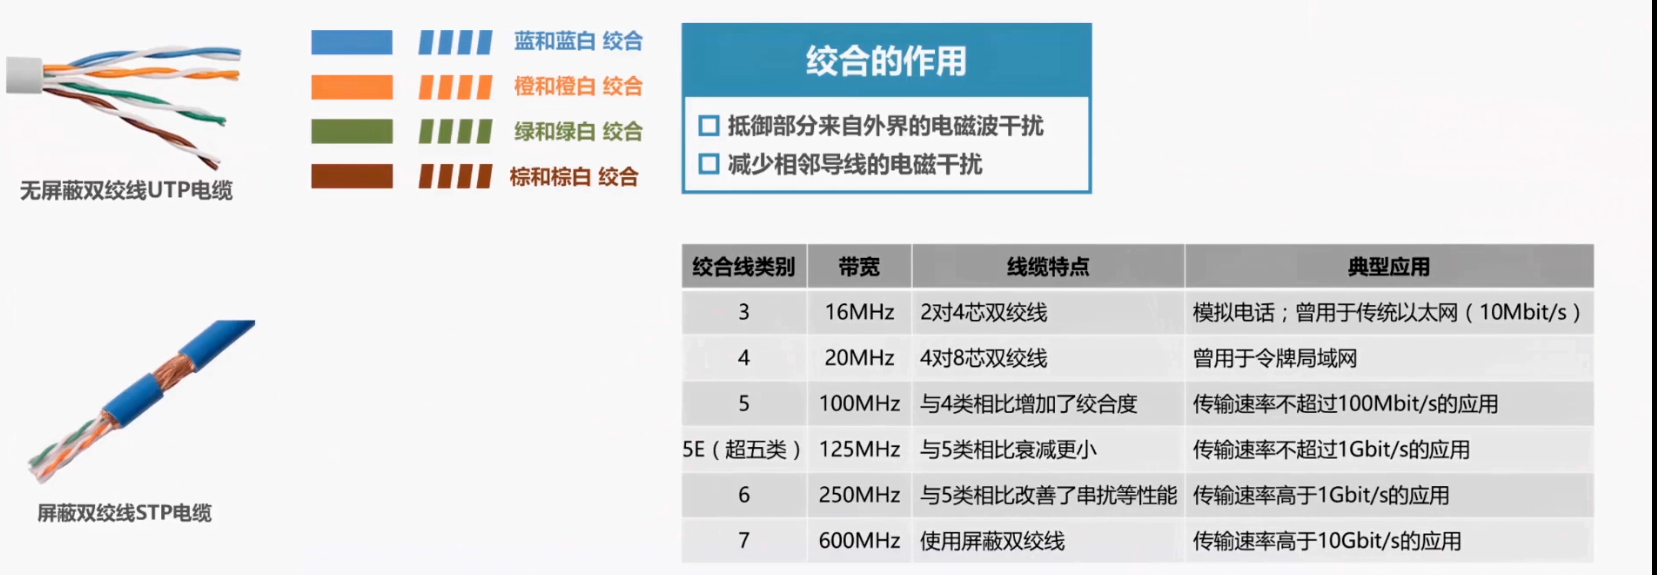 蓝和蓝白 绞合
橙和橙白 绞合
绿和绿白 绞合
棕和棕白 绞合
无屏蔽双绞线UTP电缆
绞合的作用
抵御部分来自外界的电磁波干扰
减少相邻导线的电磁干扰
屏蔽双绞线STP电缆
绞合线类别 带宽 线缆特点 典型应用
3 16MHz 2对4芯双绞线 模拟电话；曾用于传统以太网（10Mbit/s）
4 20MHz 4对8芯双绞线 曾用于令牌局域网
5 100MHz 与4类相比增加了绞合度 传输速率不超过100Mbit/s的应用
5E（超五类） 125MHz 与5类相比衰减更小 传输速率不超过1Gbit/s的应用
6 250MHz 与5类相比改善了串扰等性能 传输速率高于1Gbit/s的应用
7 600MHz 使用屏蔽双绞线 传输速率高于10Gbit/s的应用